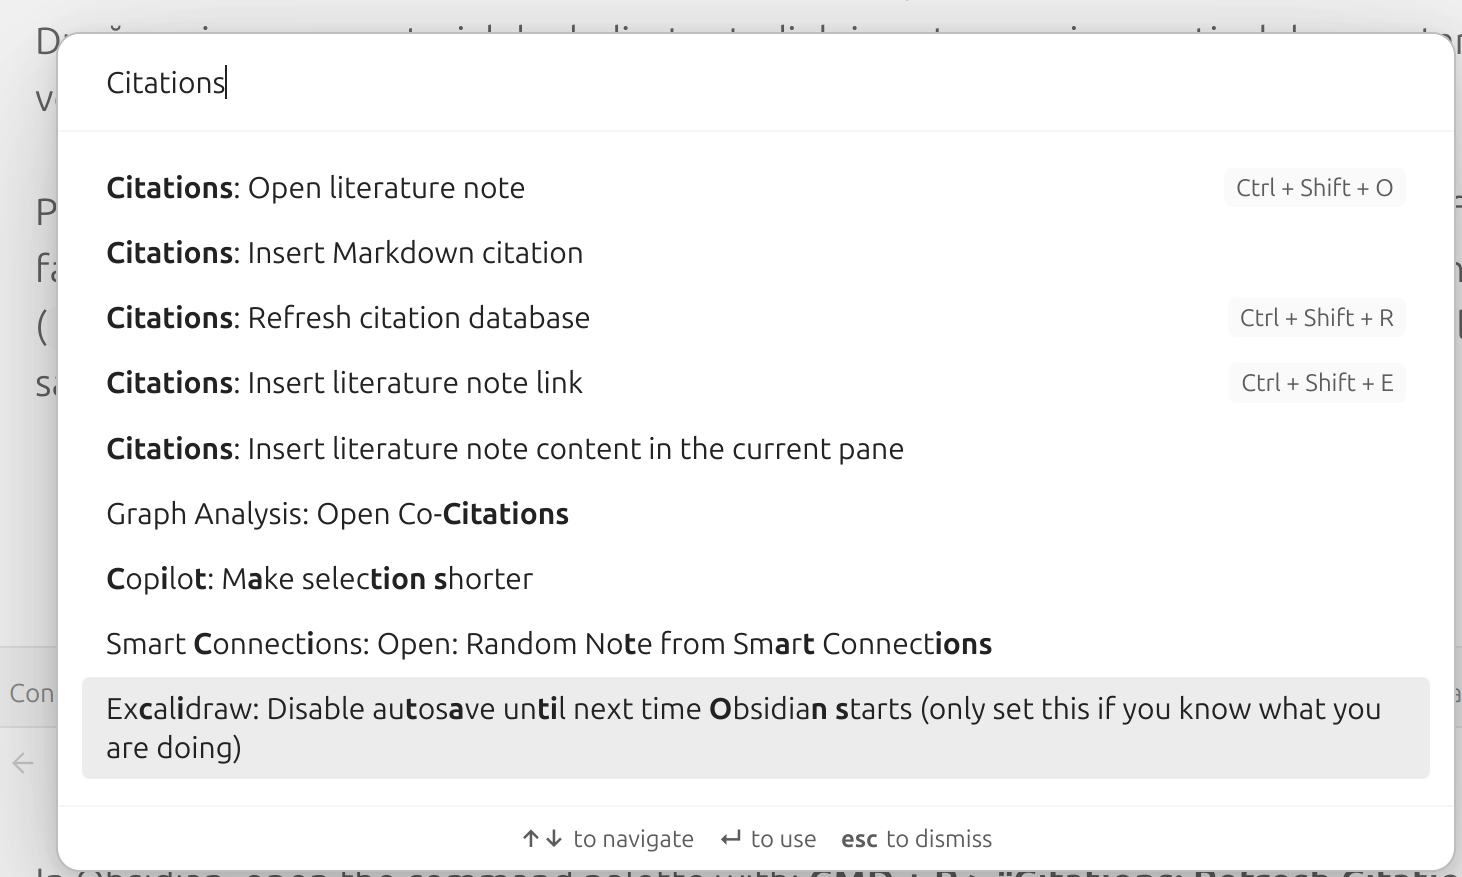 Citations
Citations: Open literature note Ctrl + Shift + O
Citations: Insert Markdown citation
Citations: Refresh citation database Ctrl + Shift + R
Citations: Insert literature note link Ctrl + Shift + E
Citations: Insert literature note content in the current pane
Graph Analysis: Open Co-Citations
Copilot: Make selection shorter
Smart Connections: Open: Random Note from Smart Connections
Con
Excalidraw: Disable autosave until next time Obsidian starts (only set this if you know what you
are doing)
↑↓ to navigate ↵ to use esc to dismiss